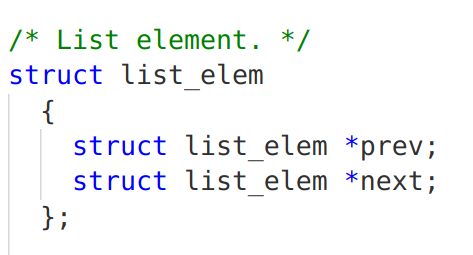 /* List element. */
struct list_elem
{
struct list_elem *prev;
struct list_elem *next;
};